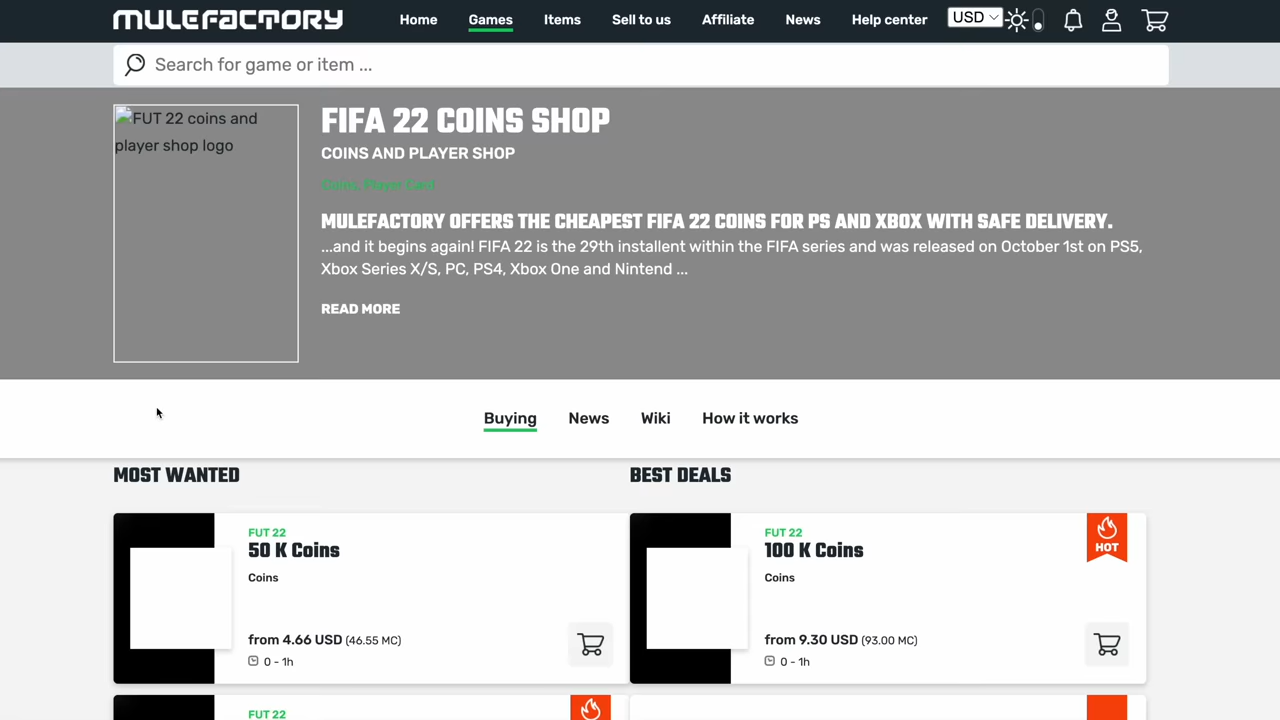 MULEFACTORY
Home
Games
Items
Sell to us
Affiliate
News
Help center
USD
Search for game or item ...
FUT 22 coins and
player shop logo
FIFA 22 COINS SHOP
COINS AND PLAYER SHOP
Coins, Player Card
MULEFACTORY OFFERS THE CHEAPEST FIFA 22 COINS FOR PS AND XBOX WITH SAFE DELIVERY.
...and it begins again! FIFA 22 is the 29th installent within the FIFA series and was released on October 1st on PS5,
Xbox Series X/S, PC, PS4, Xbox One and Nintend ...
READ MORE
Buying
News
Wiki
How it works
MOST WANTED
FUT 22
50 K Coins
Coins
from 4.66 USD (46.55 MC)
0 - 1h
FUT 22
BEST DEALS
FUT 22
100 K Coins
Coins
HOT
from 9.30 USD (93.00 MC)
0 - 1h